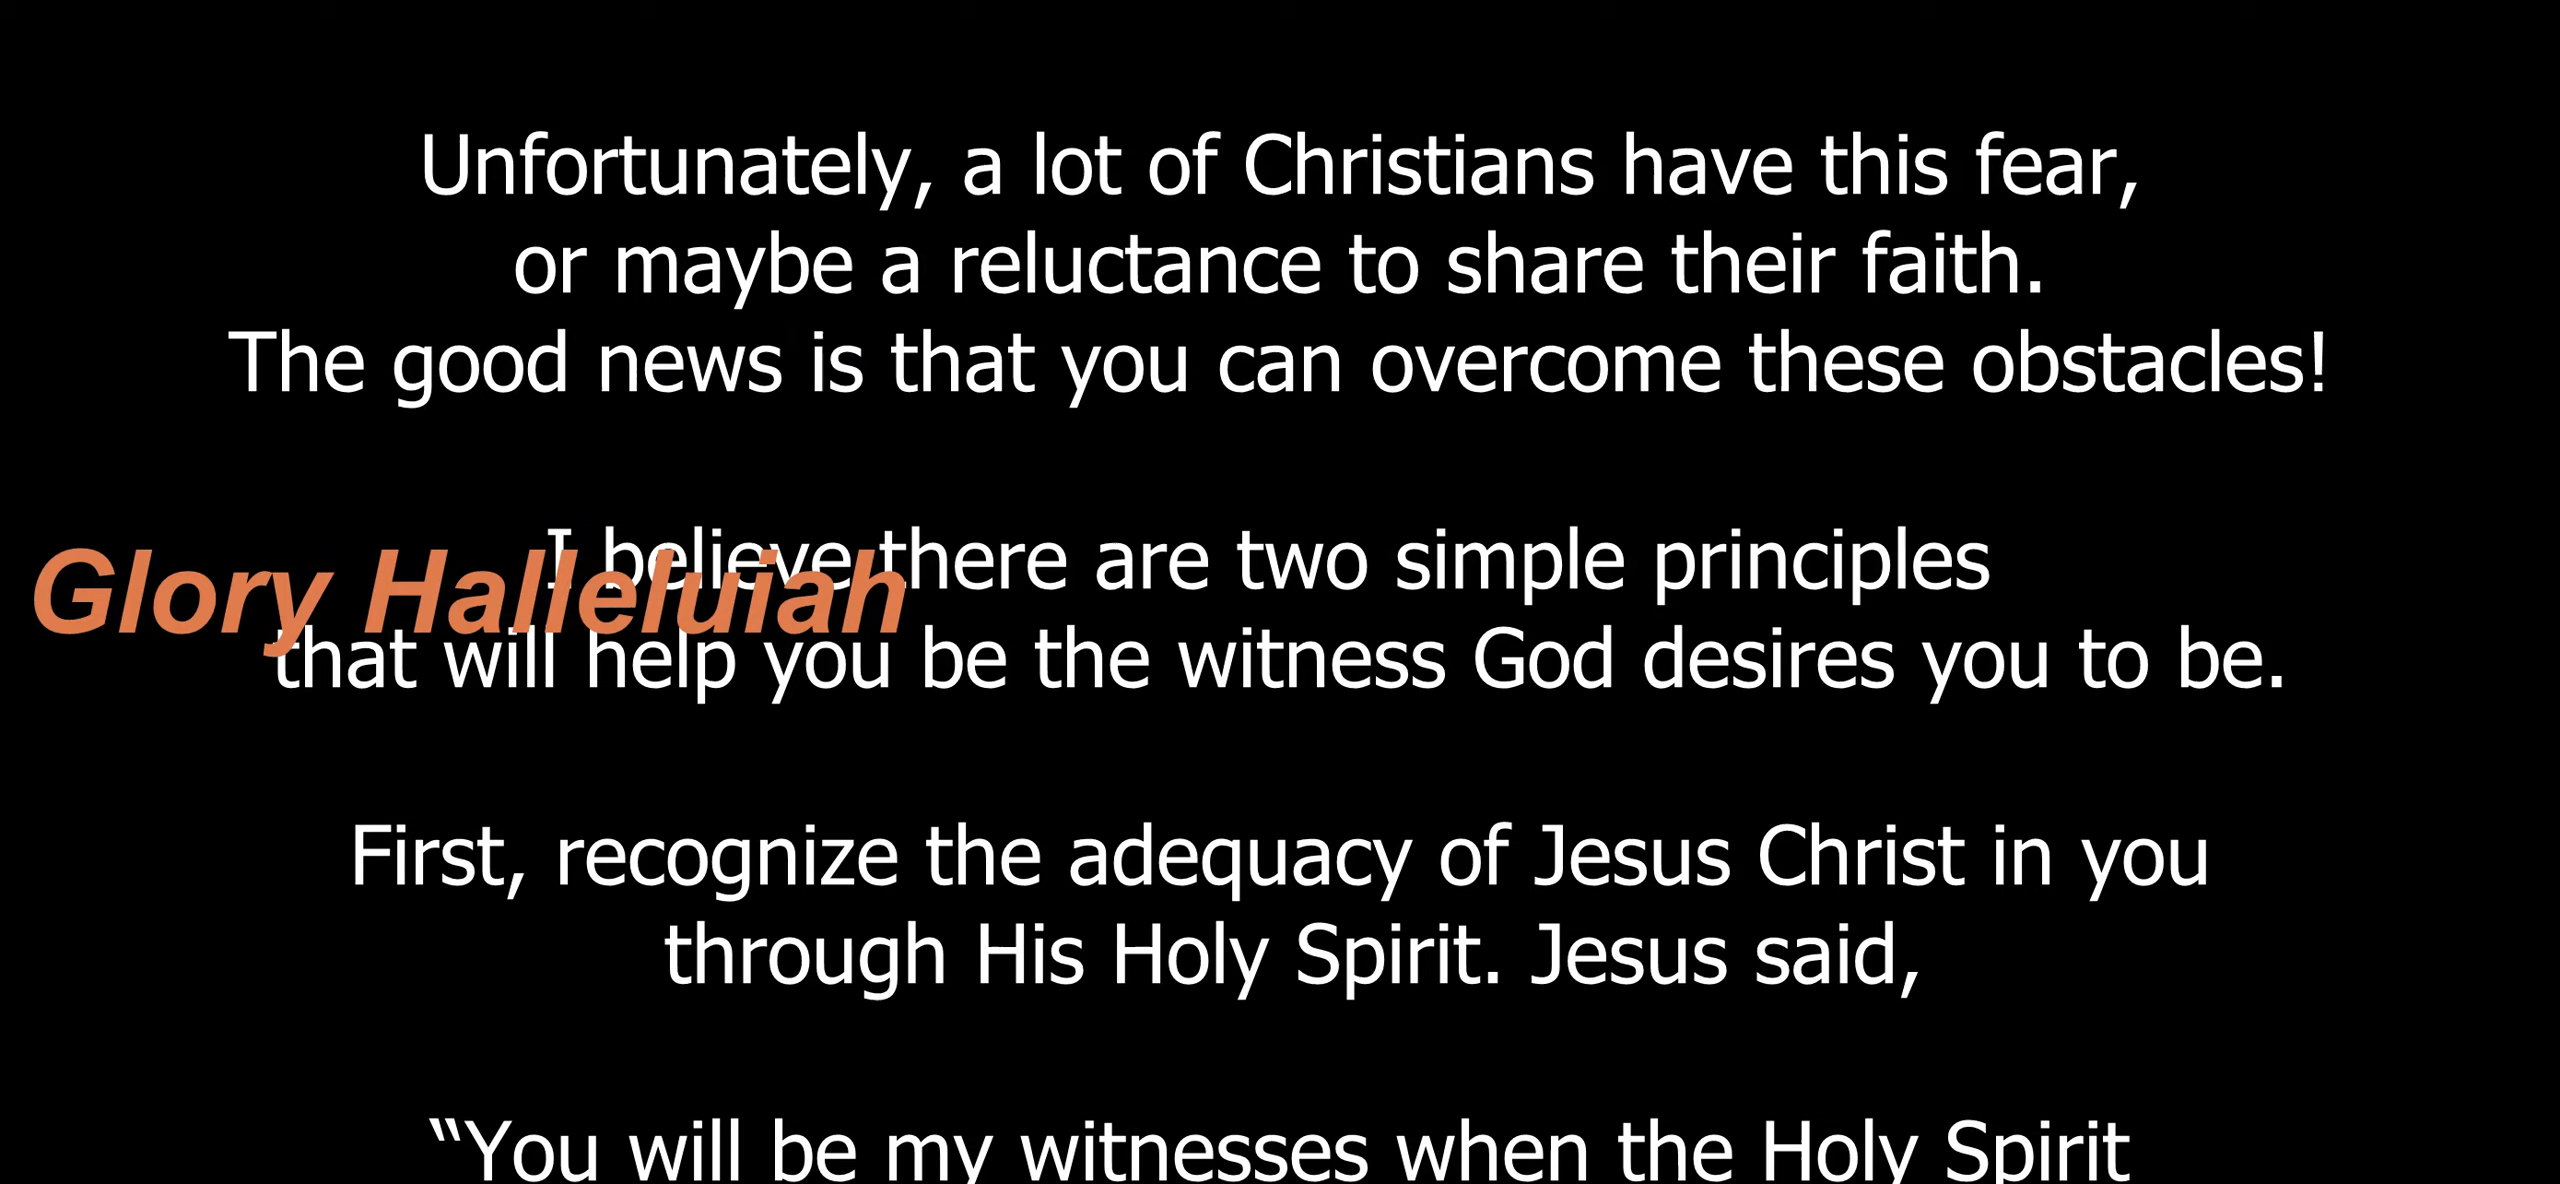 Unfortunately, a lot of Christians have this fear,
or maybe a reluctance to share their faith.
The good news is that you can overcome these obstacles!
I believe there are two simple principles
Glory Halleluiah
that will help you be the witness God desires you to be.
First, recognize the adequacy of Jesus Christ in you
through His Holy Spirit. Jesus said,
“You will be my witnesses when the Holy Spirit